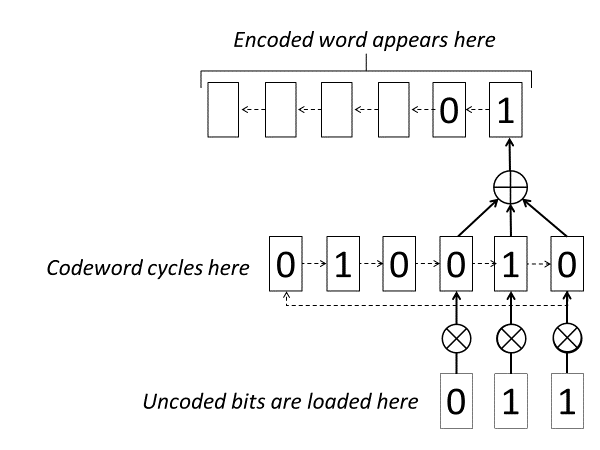 Encoded word appears here
0 1
Codeword cycles here 0 1 0 0 1 0
Uncoded bits are loaded here 0 1 1